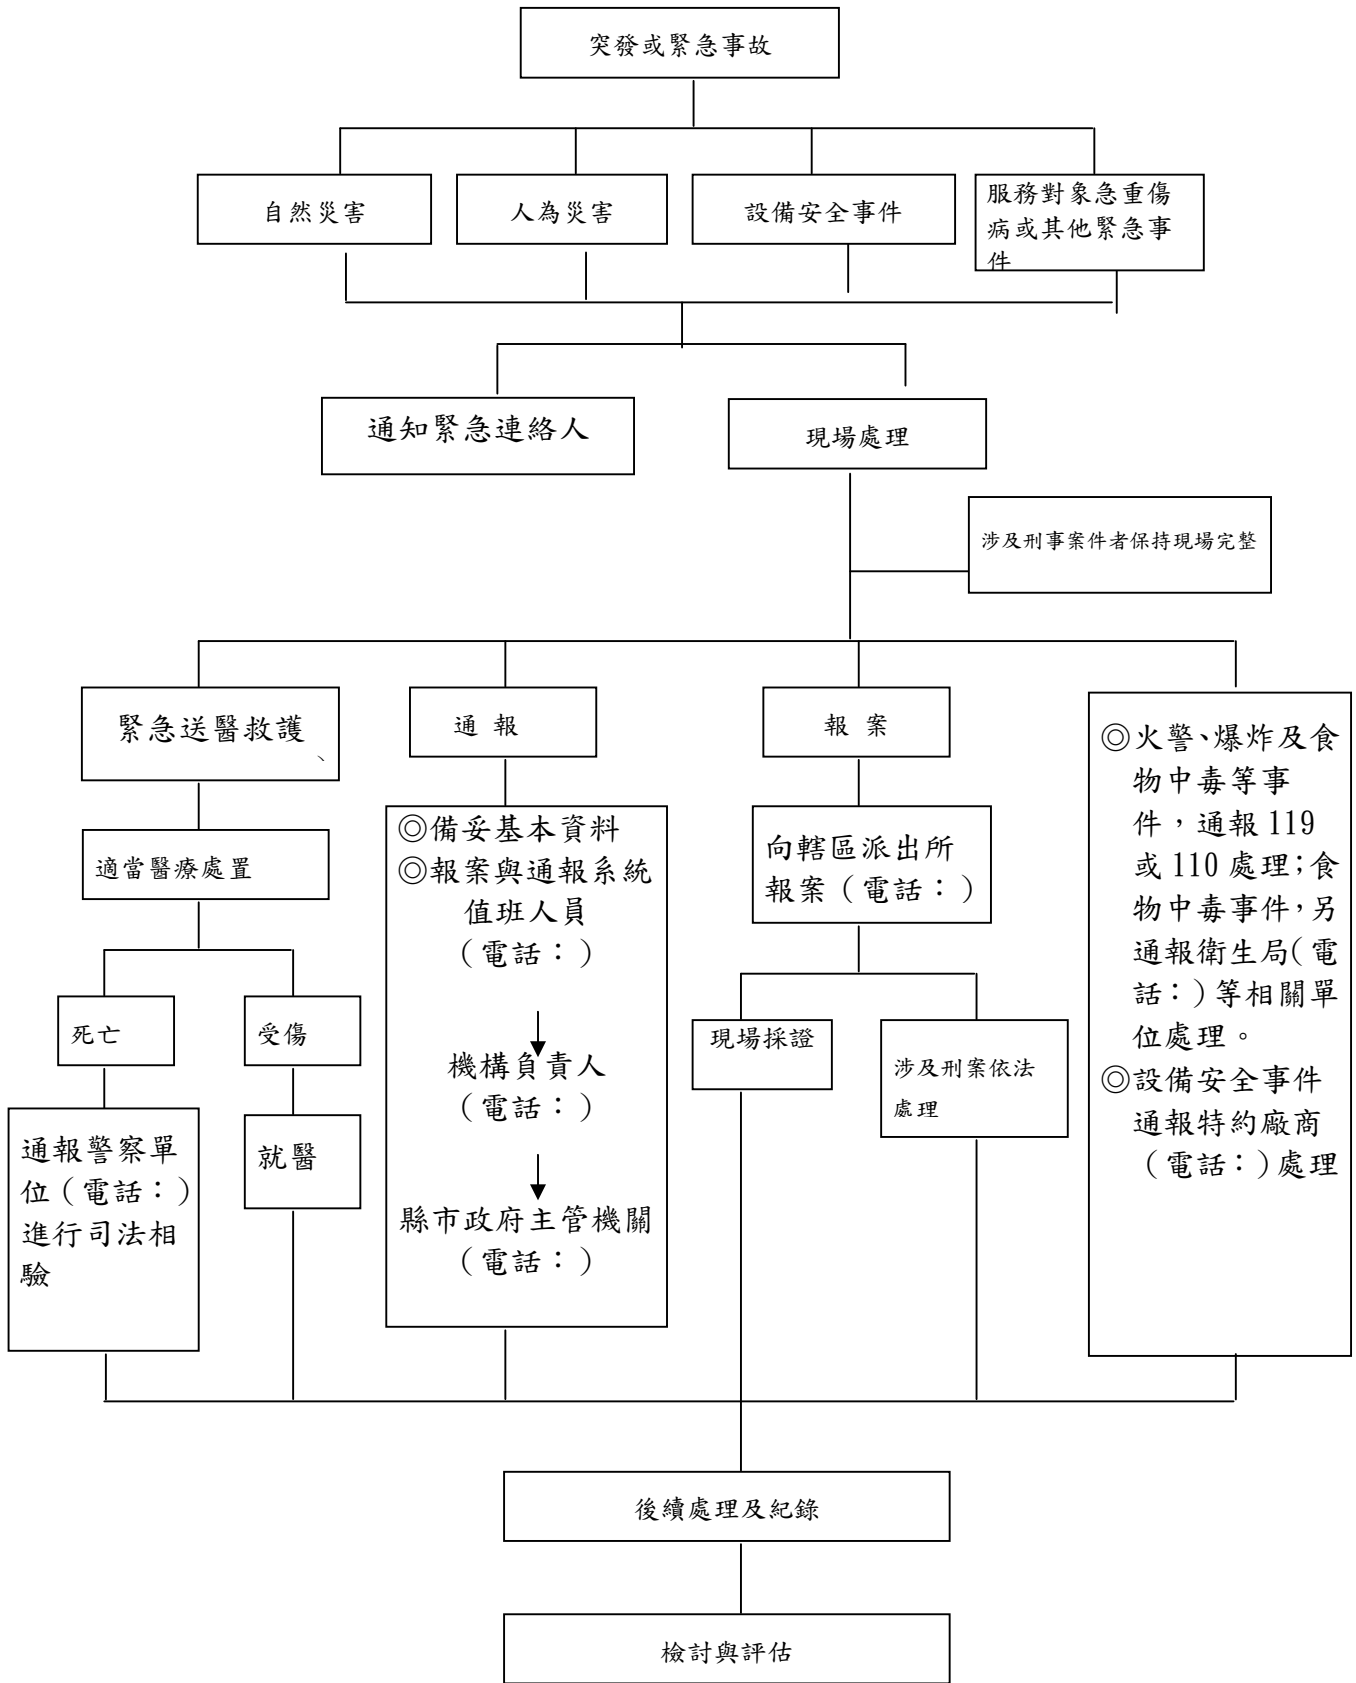 突發或緊急事故
自然災害
人為災害
設備安全事件
服務對象急重傷
病或其他緊急事
件
通知緊急連絡人
現場處理
涉及刑事案件者保持現場完整
緊急送醫救護
、
適當醫療處置
死亡
受傷
通報警察單
位（電話：）
進行司法相
驗
就醫
通 報
◎備妥基本資料
◎報案與通報系統
值班人員
（電話：）
機構負責人
（電話：）
縣市政府主管機關
（電話：）
報 案
向轄區派出所
報案（電話：）
現場採證
涉及刑案依法
處理
◎火警、爆炸及食
物中毒等事
件，通報 119
或 110 處理;食
物中毒事件,另
通報衛生局(電
話：)等相關單
位處理。
◎設備安全事件
通報特約廠商
（電話：)處理
後續處理及紀錄
檢討與評估